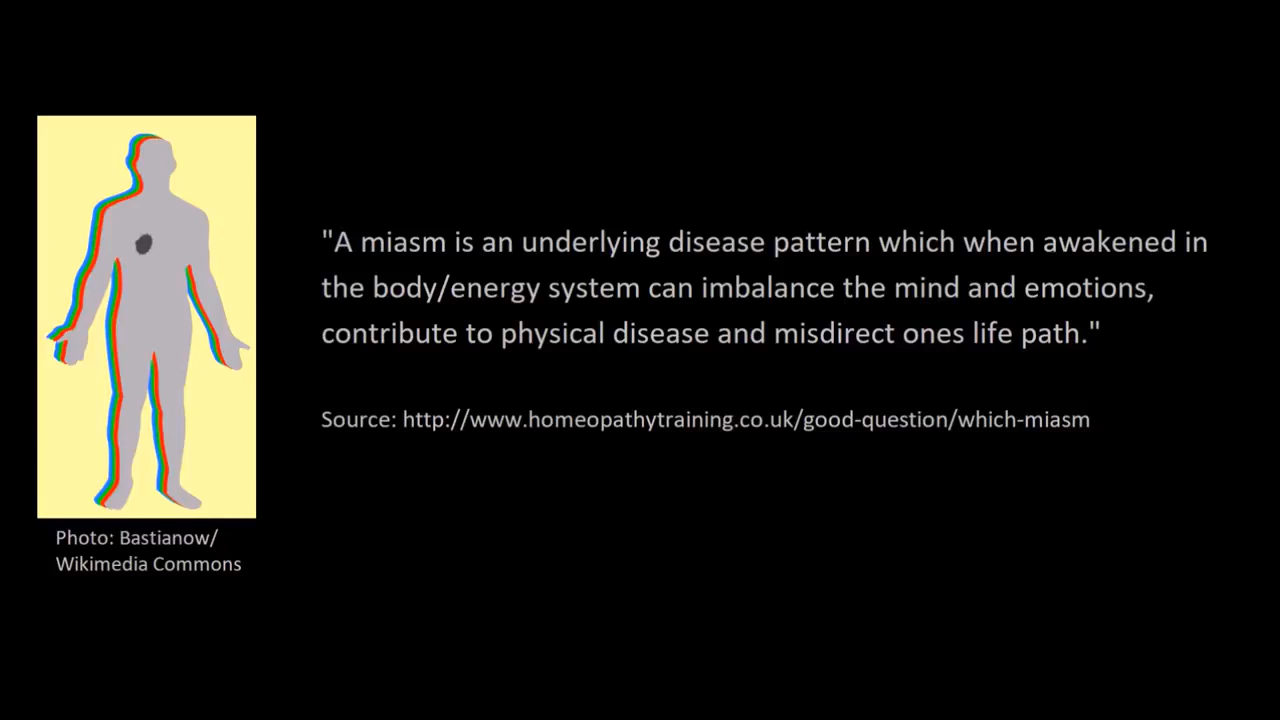 "A miasm is an underlying disease pattern which when awakened in
the body/energy system can imbalance the mind and emotions,
contribute to physical disease and misdirect ones life path."
Source: http://www.homeopathytraining.co.uk/good-question/which-miasm
Photo: Bastianow/
Wikimedia Commons